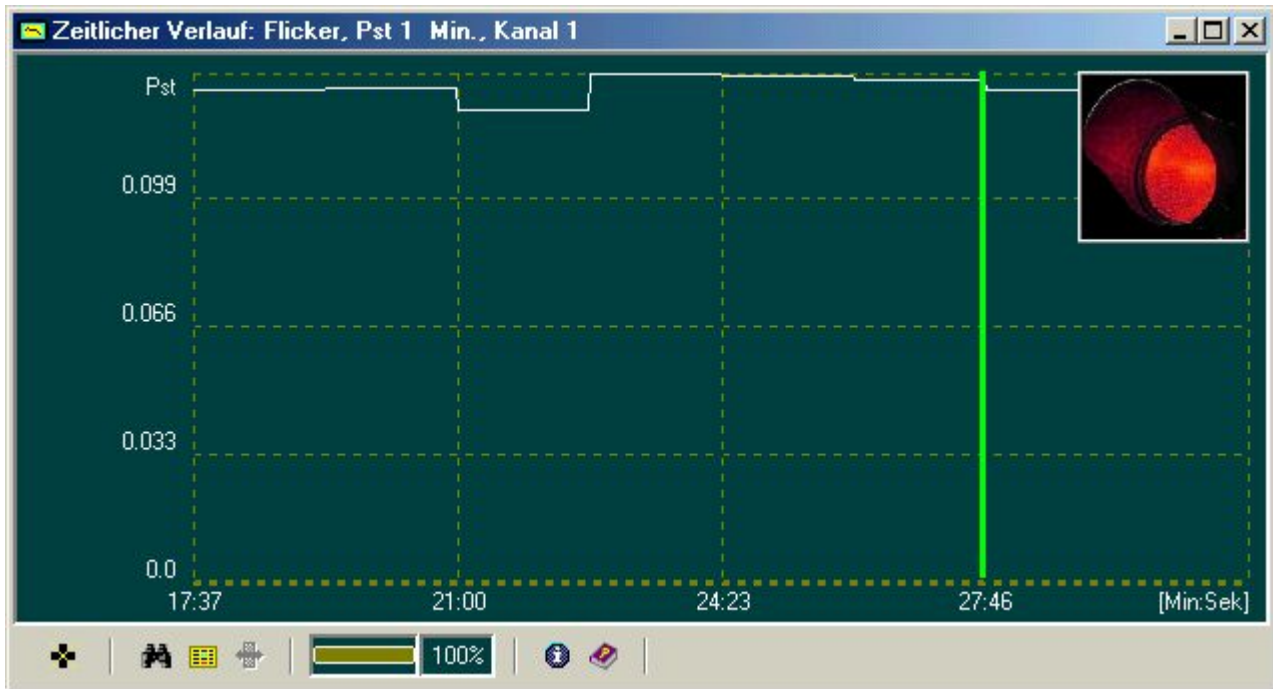 Zeitlicher Verlauf: Flicker, Pst 1 Min., Kanal 1
Pst
0.099
0.066
0.033
0.0
17:37 21:00 24:23 27:46 [Min:Sek]
100%